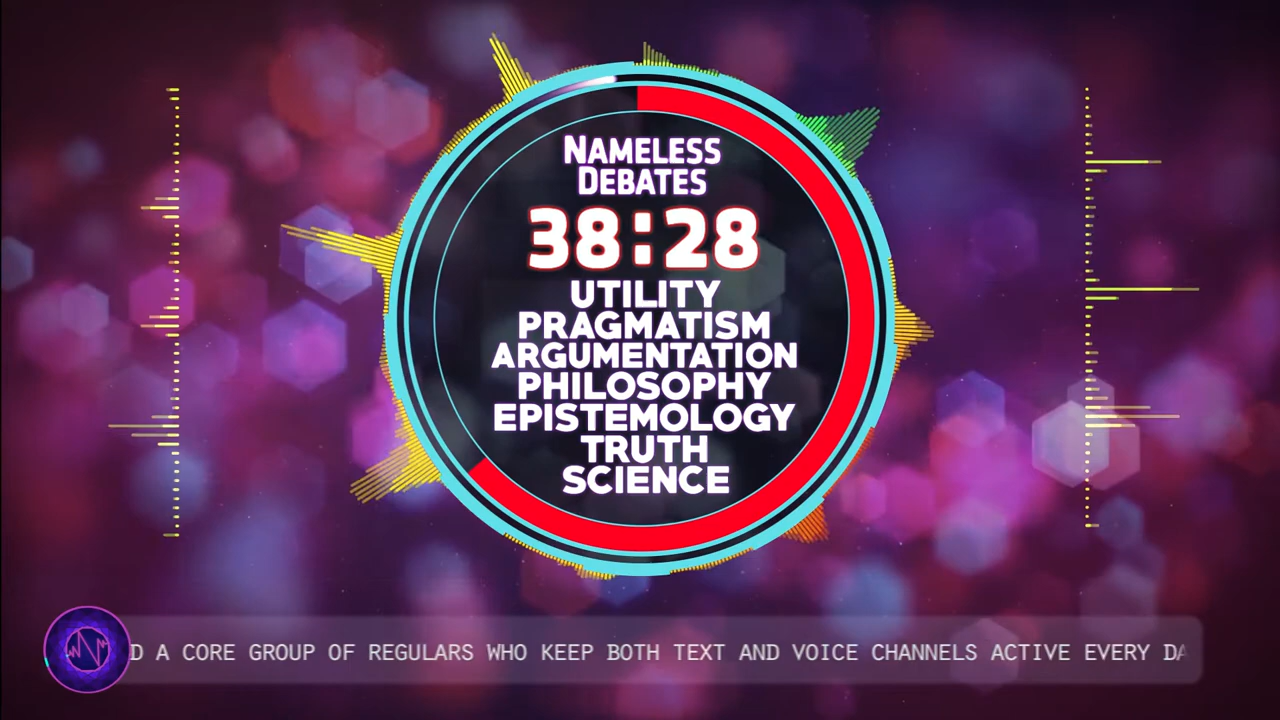 NAMELESS
DEBATES
38:28
UTILITY
PRAGMATISM
ARGUMENTATION
PHILOSOPHY
EPISTEMOLOGY
TRUTH
SCIENCE
D A CORE GROUP OF REGULARS WHO KEEP BOTH TEXT AND VOICE CHANNELS ACTIVE EVERY DA